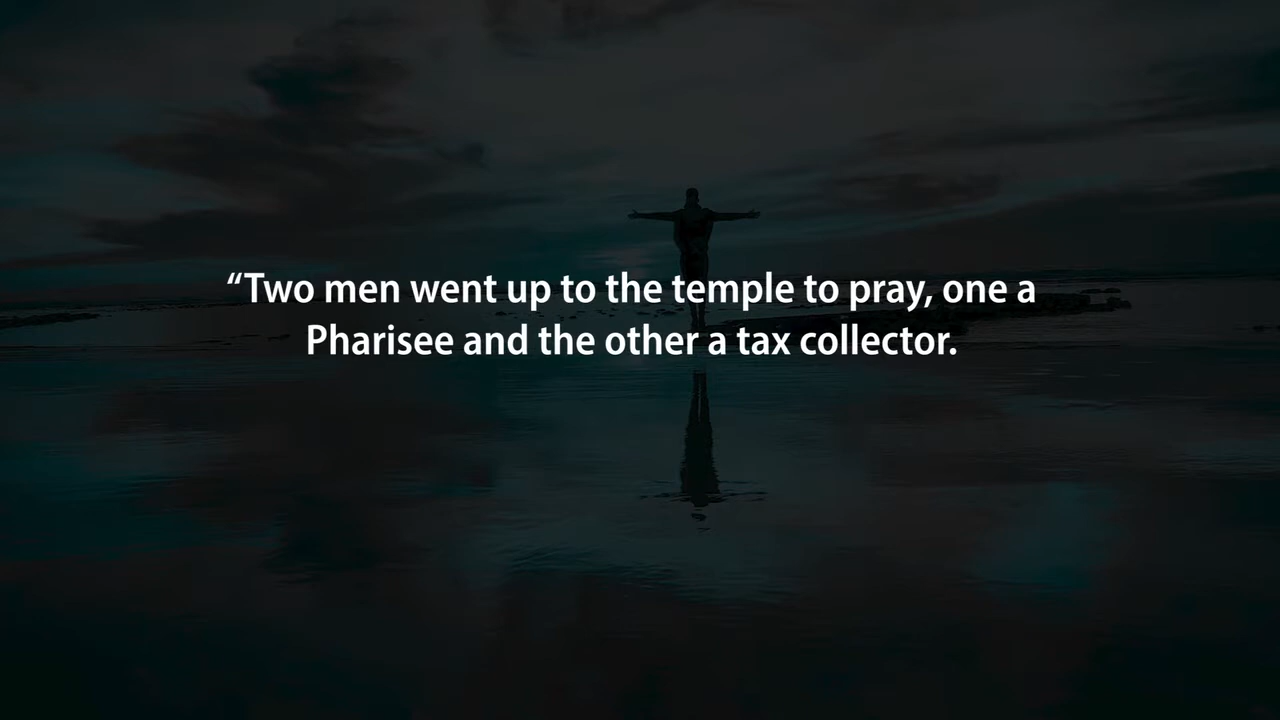 “Two men went up to the temple to pray, one a
Pharisee and the other a tax collector.